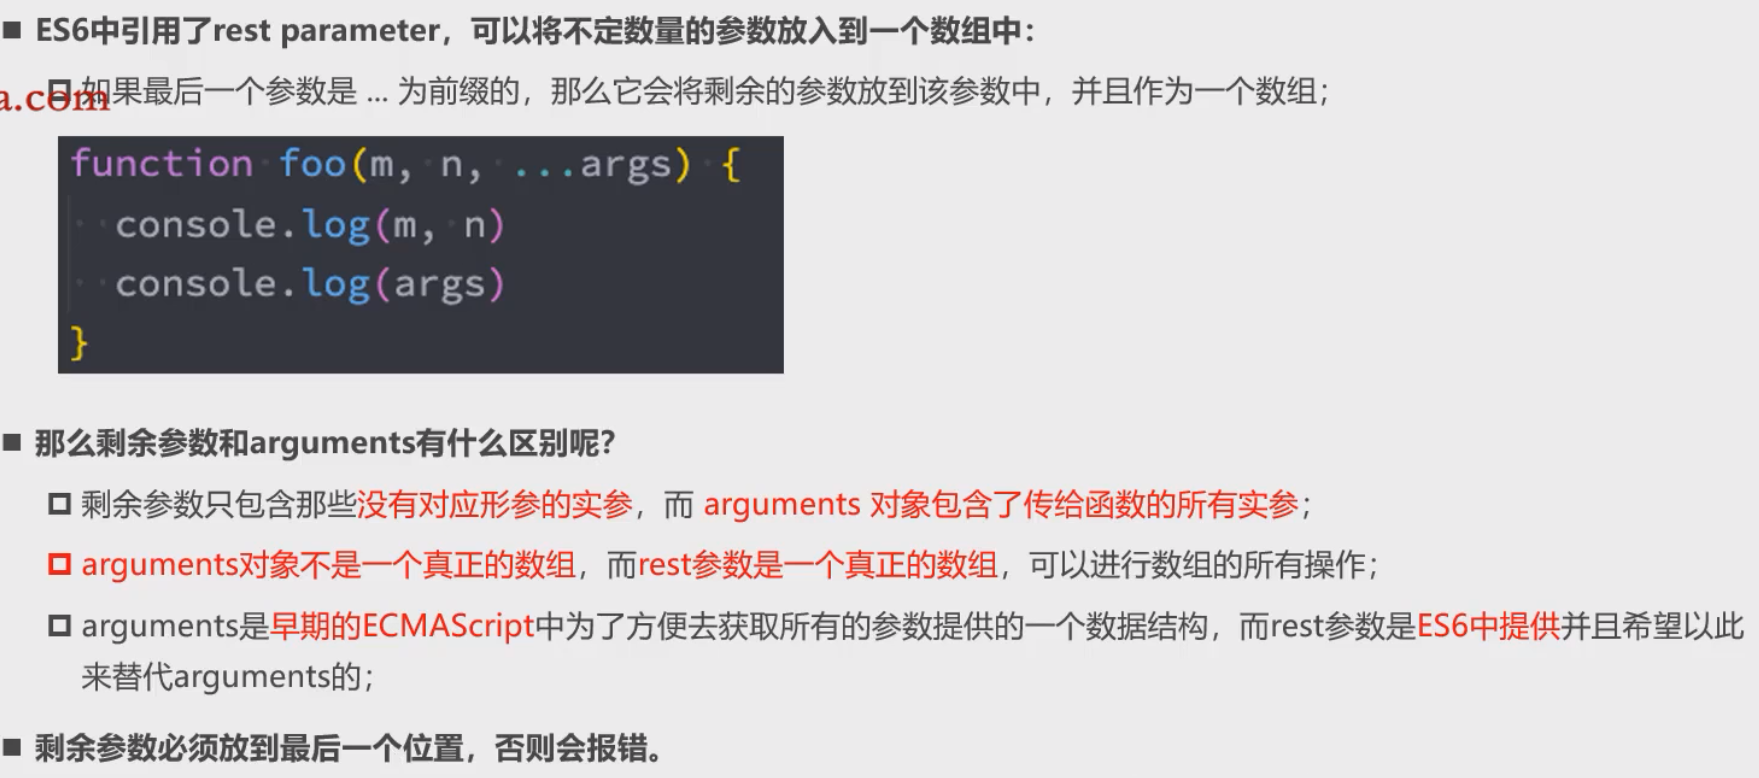 ES6中引用了rest parameter，可以将不定数量的参数放入到一个数组中：
如果最后一个参数是 ... 为前缀的，那么它会将剩余的参数放到该参数中，并且作为一个数组；
a.com
function foo(m, n, ...args) {
console.log(m, n)
console.log(args)
}
那么剩余参数和arguments有什么区别呢？
剩余参数只包含那些没有对应形参的实参，而 arguments 对象包含了传给函数的所有实参；
arguments对象不是一个真正的数组，而rest参数是一个真正的数组，可以进行数组的所有操作；
arguments是早期的ECMAScript中为了方便去获取所有的参数提供的一个数据结构，而rest参数是ES6中提供并且希望以此
来替代arguments的；
剩余参数必须放到最后一个位置，否则会报错。